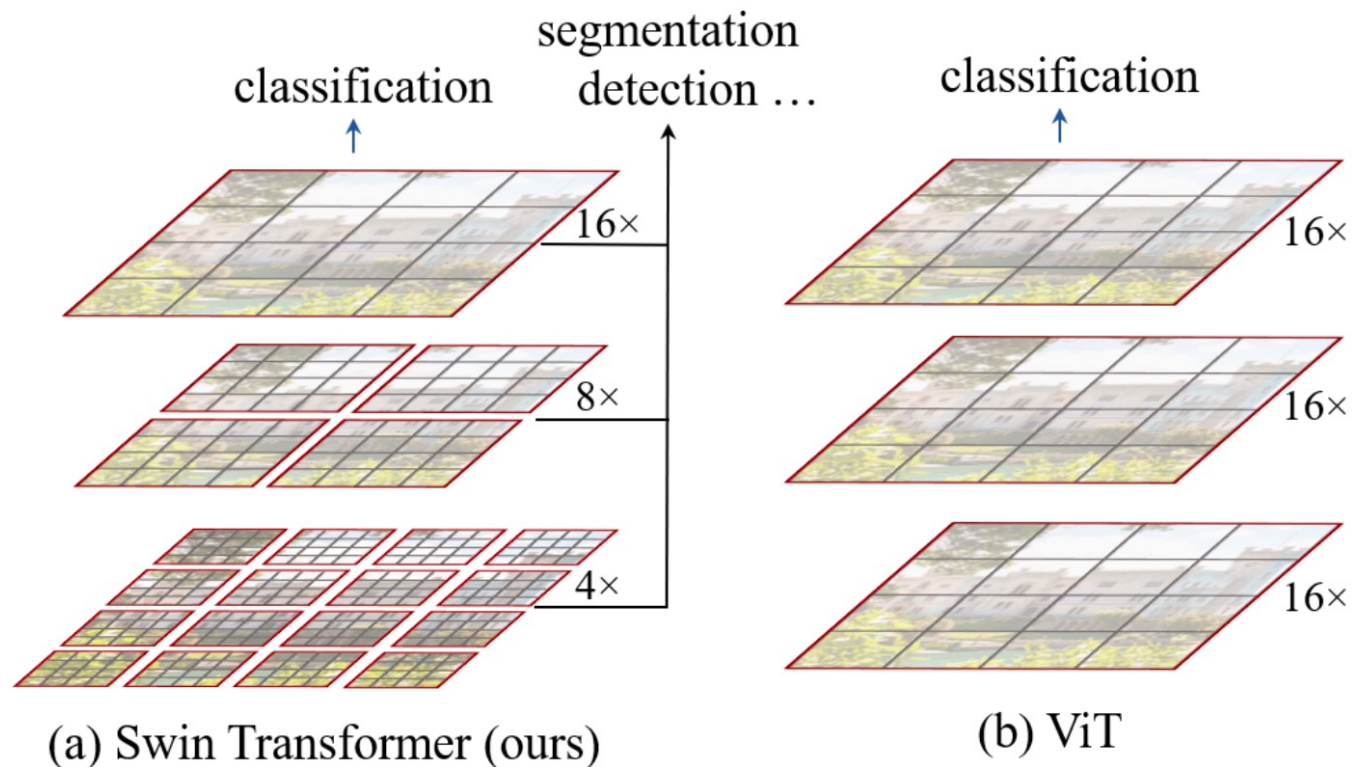 segmentation
detection …
classification
16×
8×
4×
(a) Swin Transformer (ours)
classification
16×
16×
16×
(b) ViT